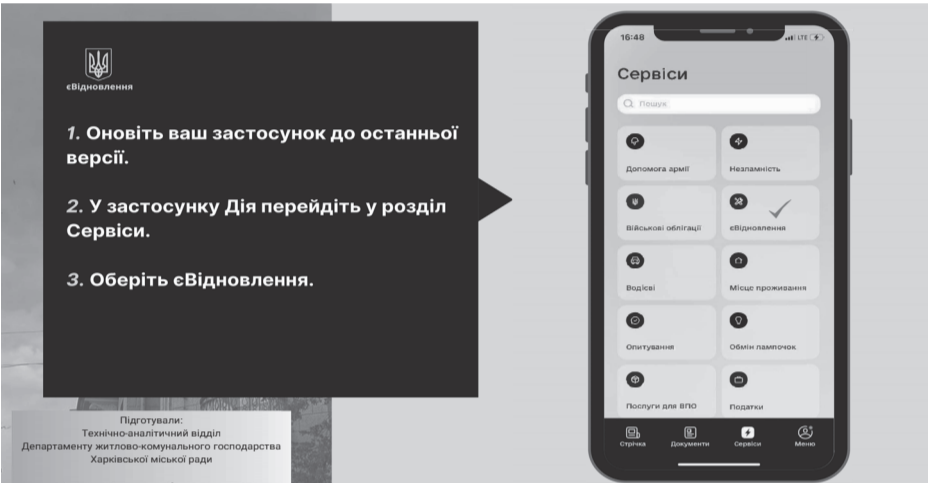 єВідновлення
1. Оновіть ваш застосунок до останньої
версії.
2. У застосунку Дія перейдіть у розділ
Сервіси.
3. Оберіть єВідновлення.
Підготували:
Технічно-аналітичний відділ
Департаменту житлово-комунального господарства
Харківської міської ради
16:48
LTE
Сервіси
Пошук
Допомога армії
Незламність
Військові облігації
єВідновлення
Водієві
Місце проживання
Опитування
Обмін лампочок
Послуги для ВПО
Податки
Стрічка
Документи
Сервіси
Меню